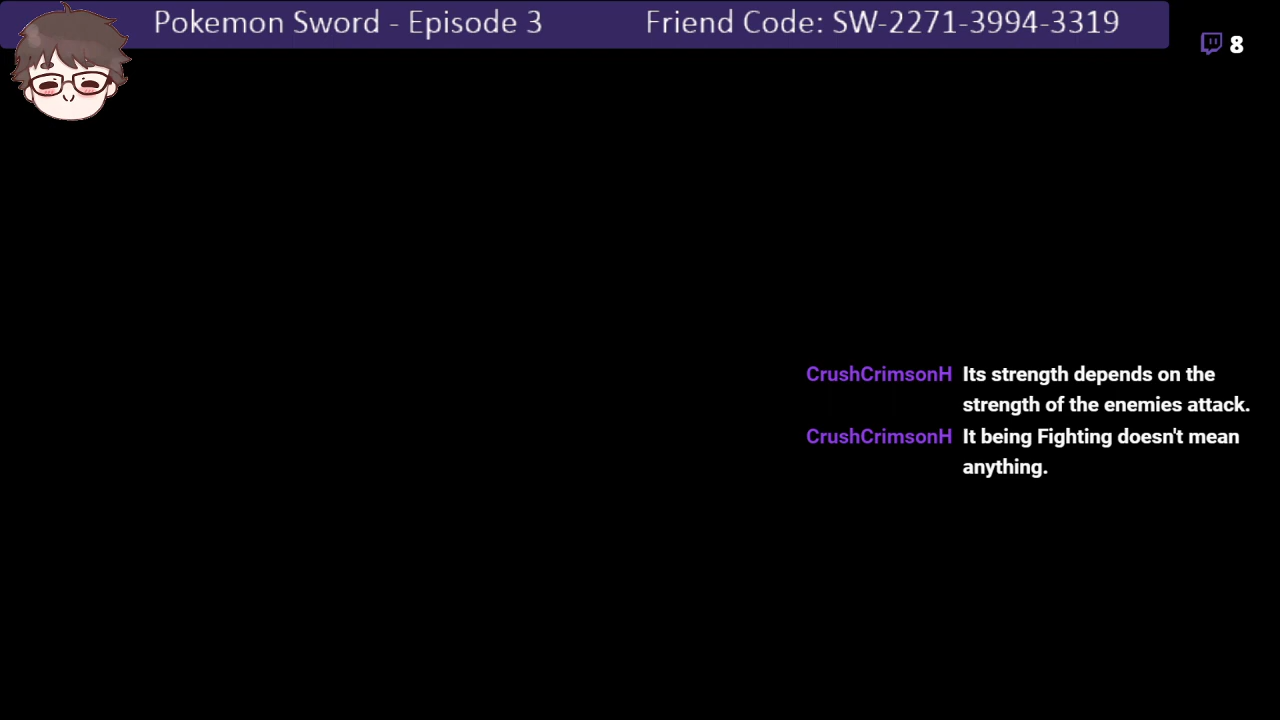 Pokemon Sword - Episode 3 Friend Code: SW-2271-3994-3319
8
CrushCrimsonH Its strength depends on the
strength of the enemies attack.
CrushCrimsonH It being Fighting doesn't mean
anything.